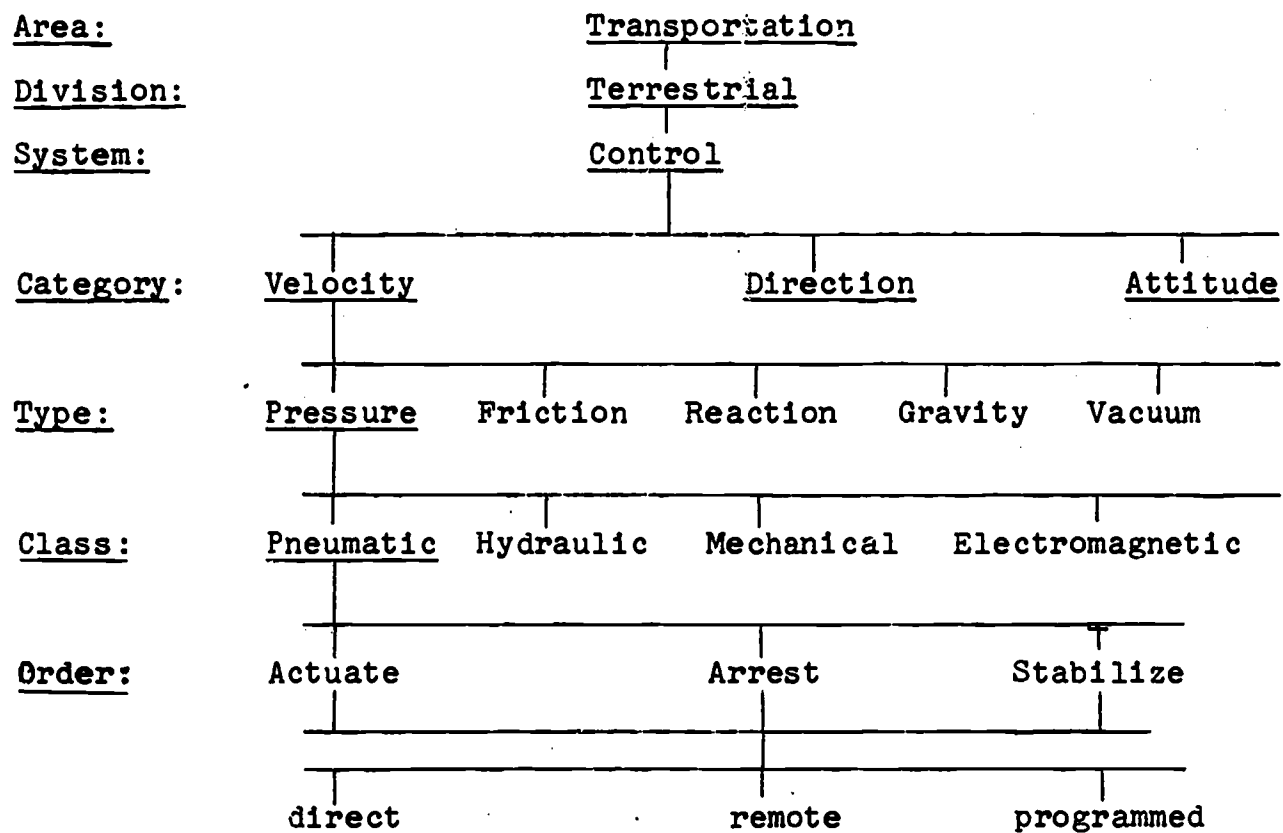 Area: Transportation
Division: Terrestrial
System: Control
Category: Velocity Direction Attitude
Type: Pressure Friction Reaction Gravity Vacuum
Class: Pneumatic Hydraulic Mechanical Electromagnetic
Order: Actuate Arrest Stabilize
direct remote programmed